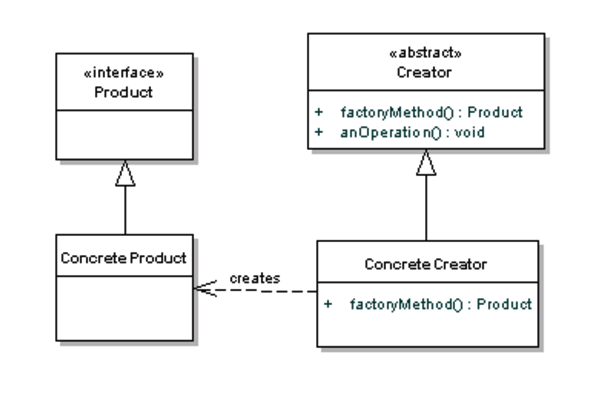 «interface»
Product
«abstract»
Creator
+ factoryMethod() : Product
+ anOperation() : void
Concrete Product
creates
Concrete Creator
+ factoryMethod() : Product